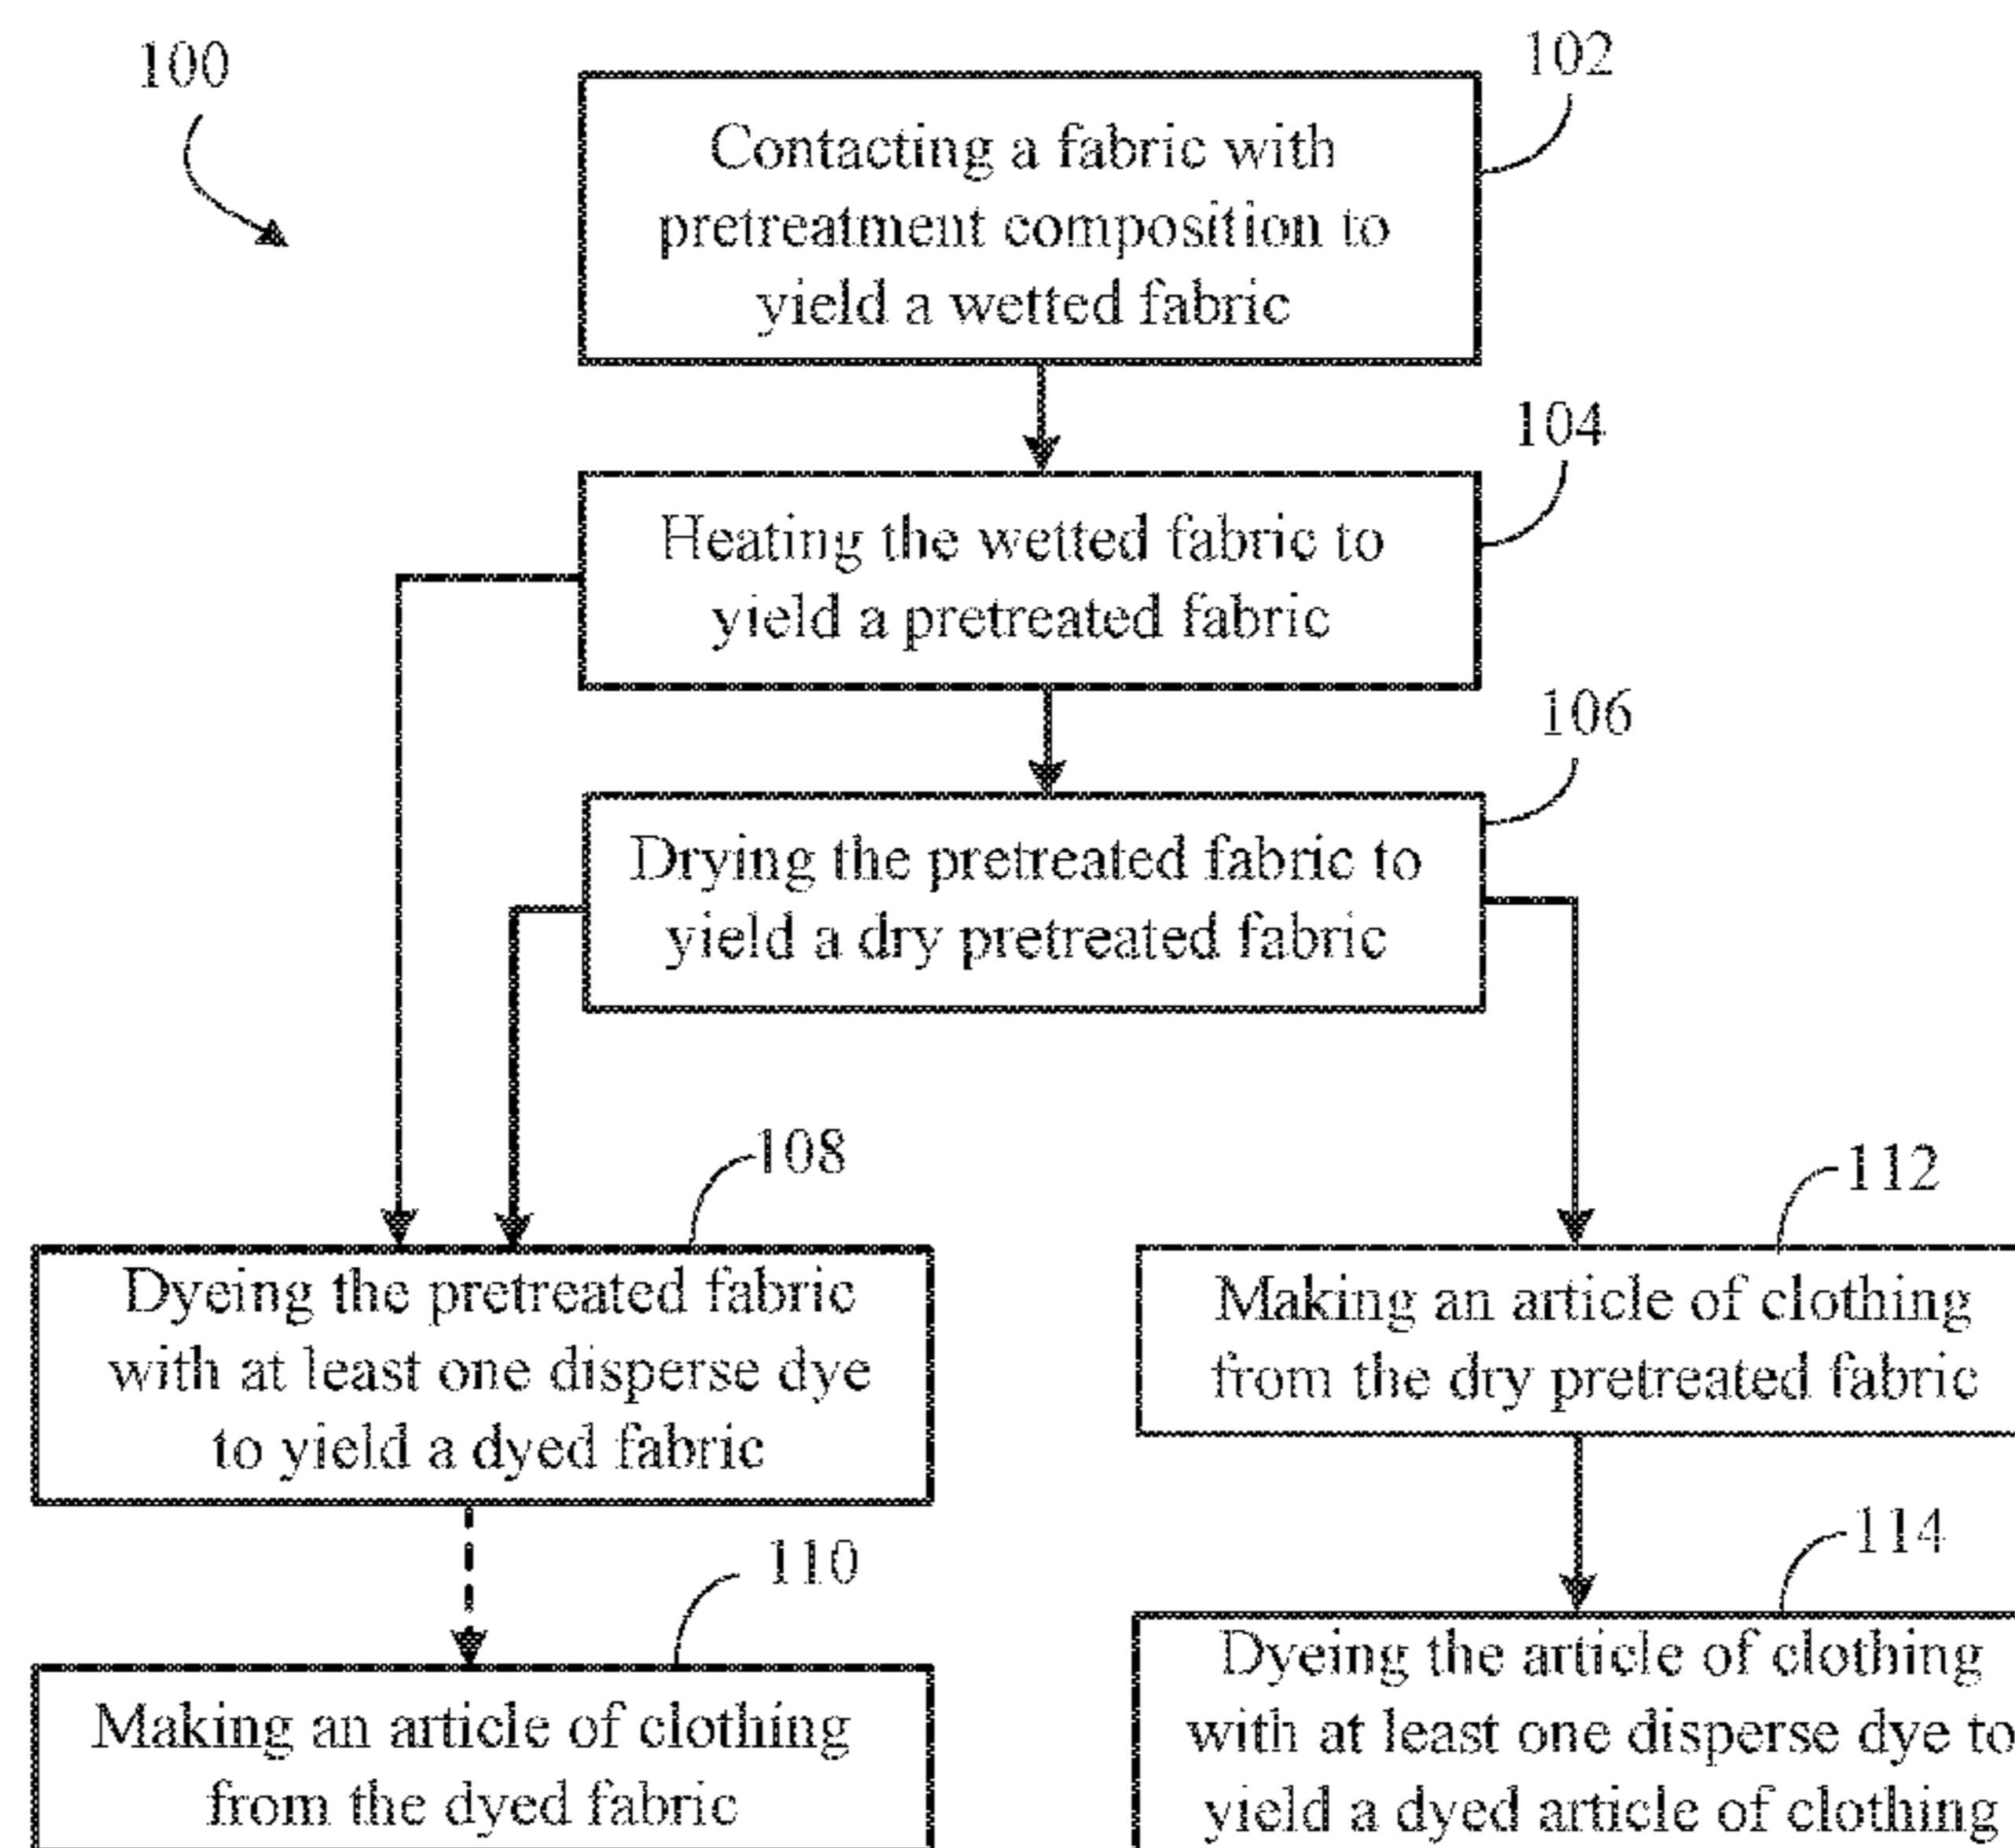 100
102
Contacting a fabric with
pretreatment composition to
yield a wetted fabric
104
Heating the wetted fabric to
yield a pretreated fabric
106
Drying the pretreated fabric to
yield a dry pretreated fabric
108
Dyeing the pretreated fabric
with at least one disperse dye
to yield a dyed fabric
110
Making an article of clothing
from the dyed fabric
112
Making an article of clothing
from the dry pretreated fabric
114
Dyeing the article of clothing
with at least one disperse dye to
yield a dyed article of clothing